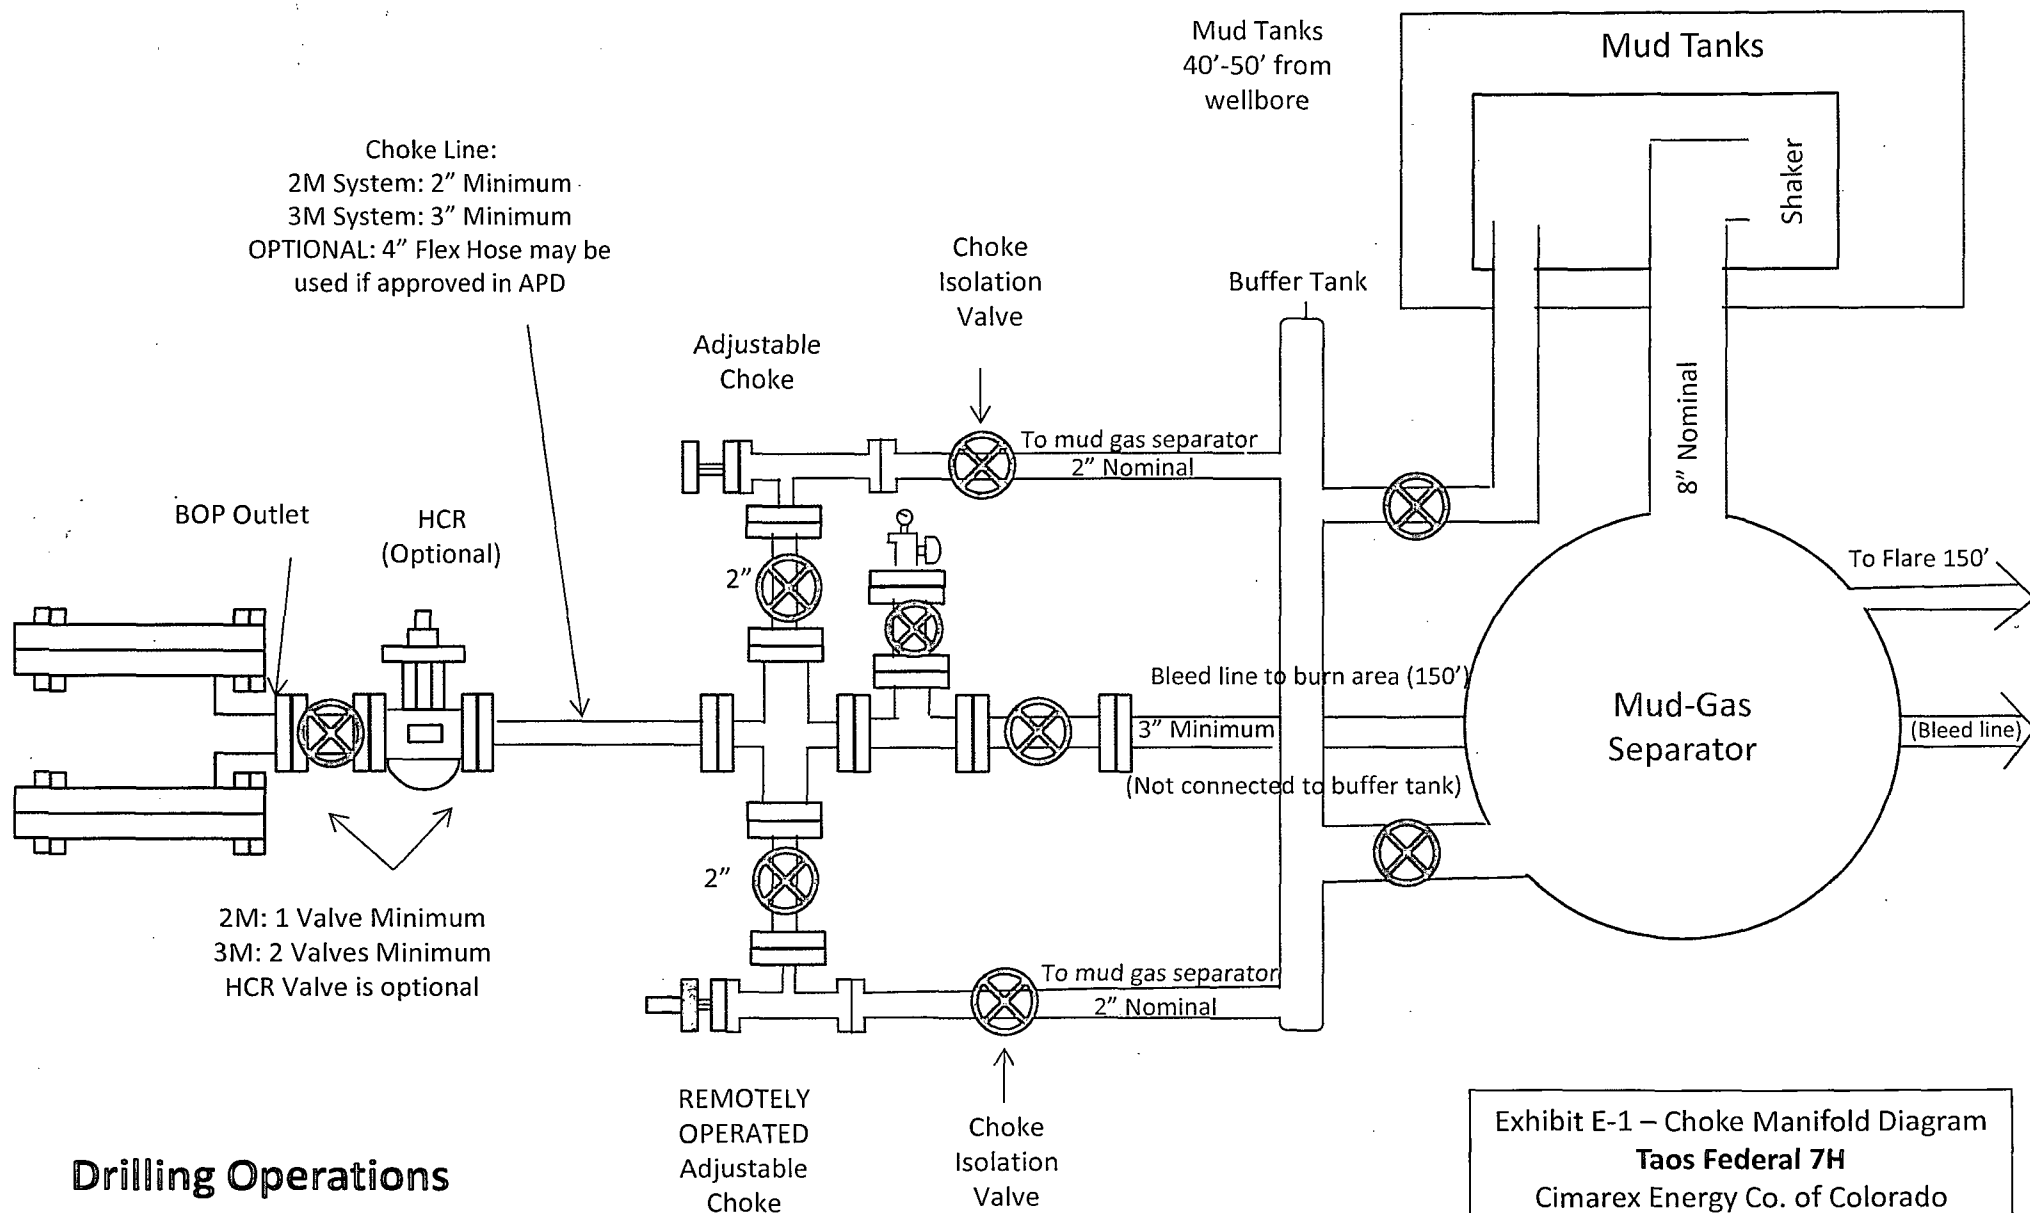 Mud Tanks
40’-50’ from
wellbore
Mud Tanks
Shaker
Choke Line:
2M System: 2” Minimum
3M System: 3” Minimum
OPTIONAL: 4” Flex Hose may be
used if approved in APD
Choke
Isolation
Valve
Buffer Tank
Adjustable
Choke
8” Nominal
To mud gas separator
2” Nominal
BOP Outlet
HCR
(Optional)
2”
To Flare 150’
Bleed line to burn area (150’)
3” Minimum
(Not connected to buffer tank)
Mud-Gas
Separator
(Bleed line)
2”
2M: 1 Valve Minimum
3M: 2 Valves Minimum
HCR Valve is optional
To mud gas separator
2” Nominal
REMOTELY
OPERATED
Adjustable
Choke
Choke
Isolation
Valve
Drilling Operations
Exhibit E-1 – Choke Manifold Diagram
Taos Federal 7H
Cimarex Energy Co. of Colorado